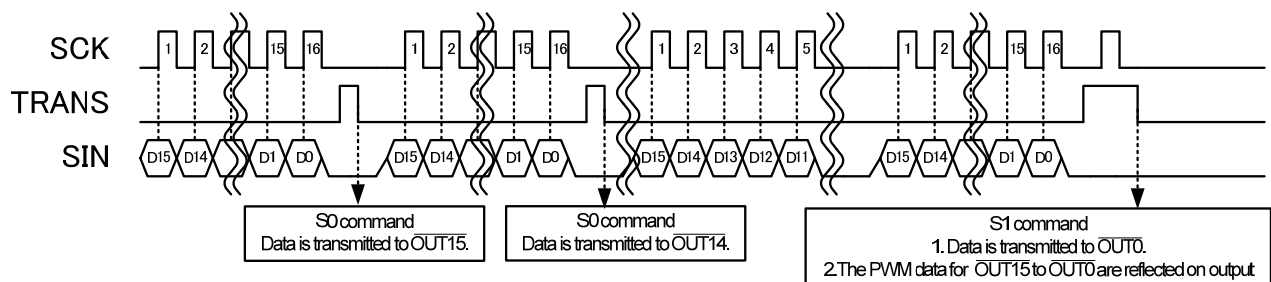 SCK 1 2 15 16 1 2 15 16 1 2 3 4 5 1 2 15 16
TRANS
SIN D15 D14 D1 D0 D15 D14 D1 D0 D15 D14 D13 D12 D11 D15 D14 D1 D0
S0 command
Data is transmitted to OUT15.
S0 command
Data is transmitted to OUT14.
S1 command
1. Data is transmitted to OUT0.
2.The PWM data for OUT15 to OUT0 are reflected on output